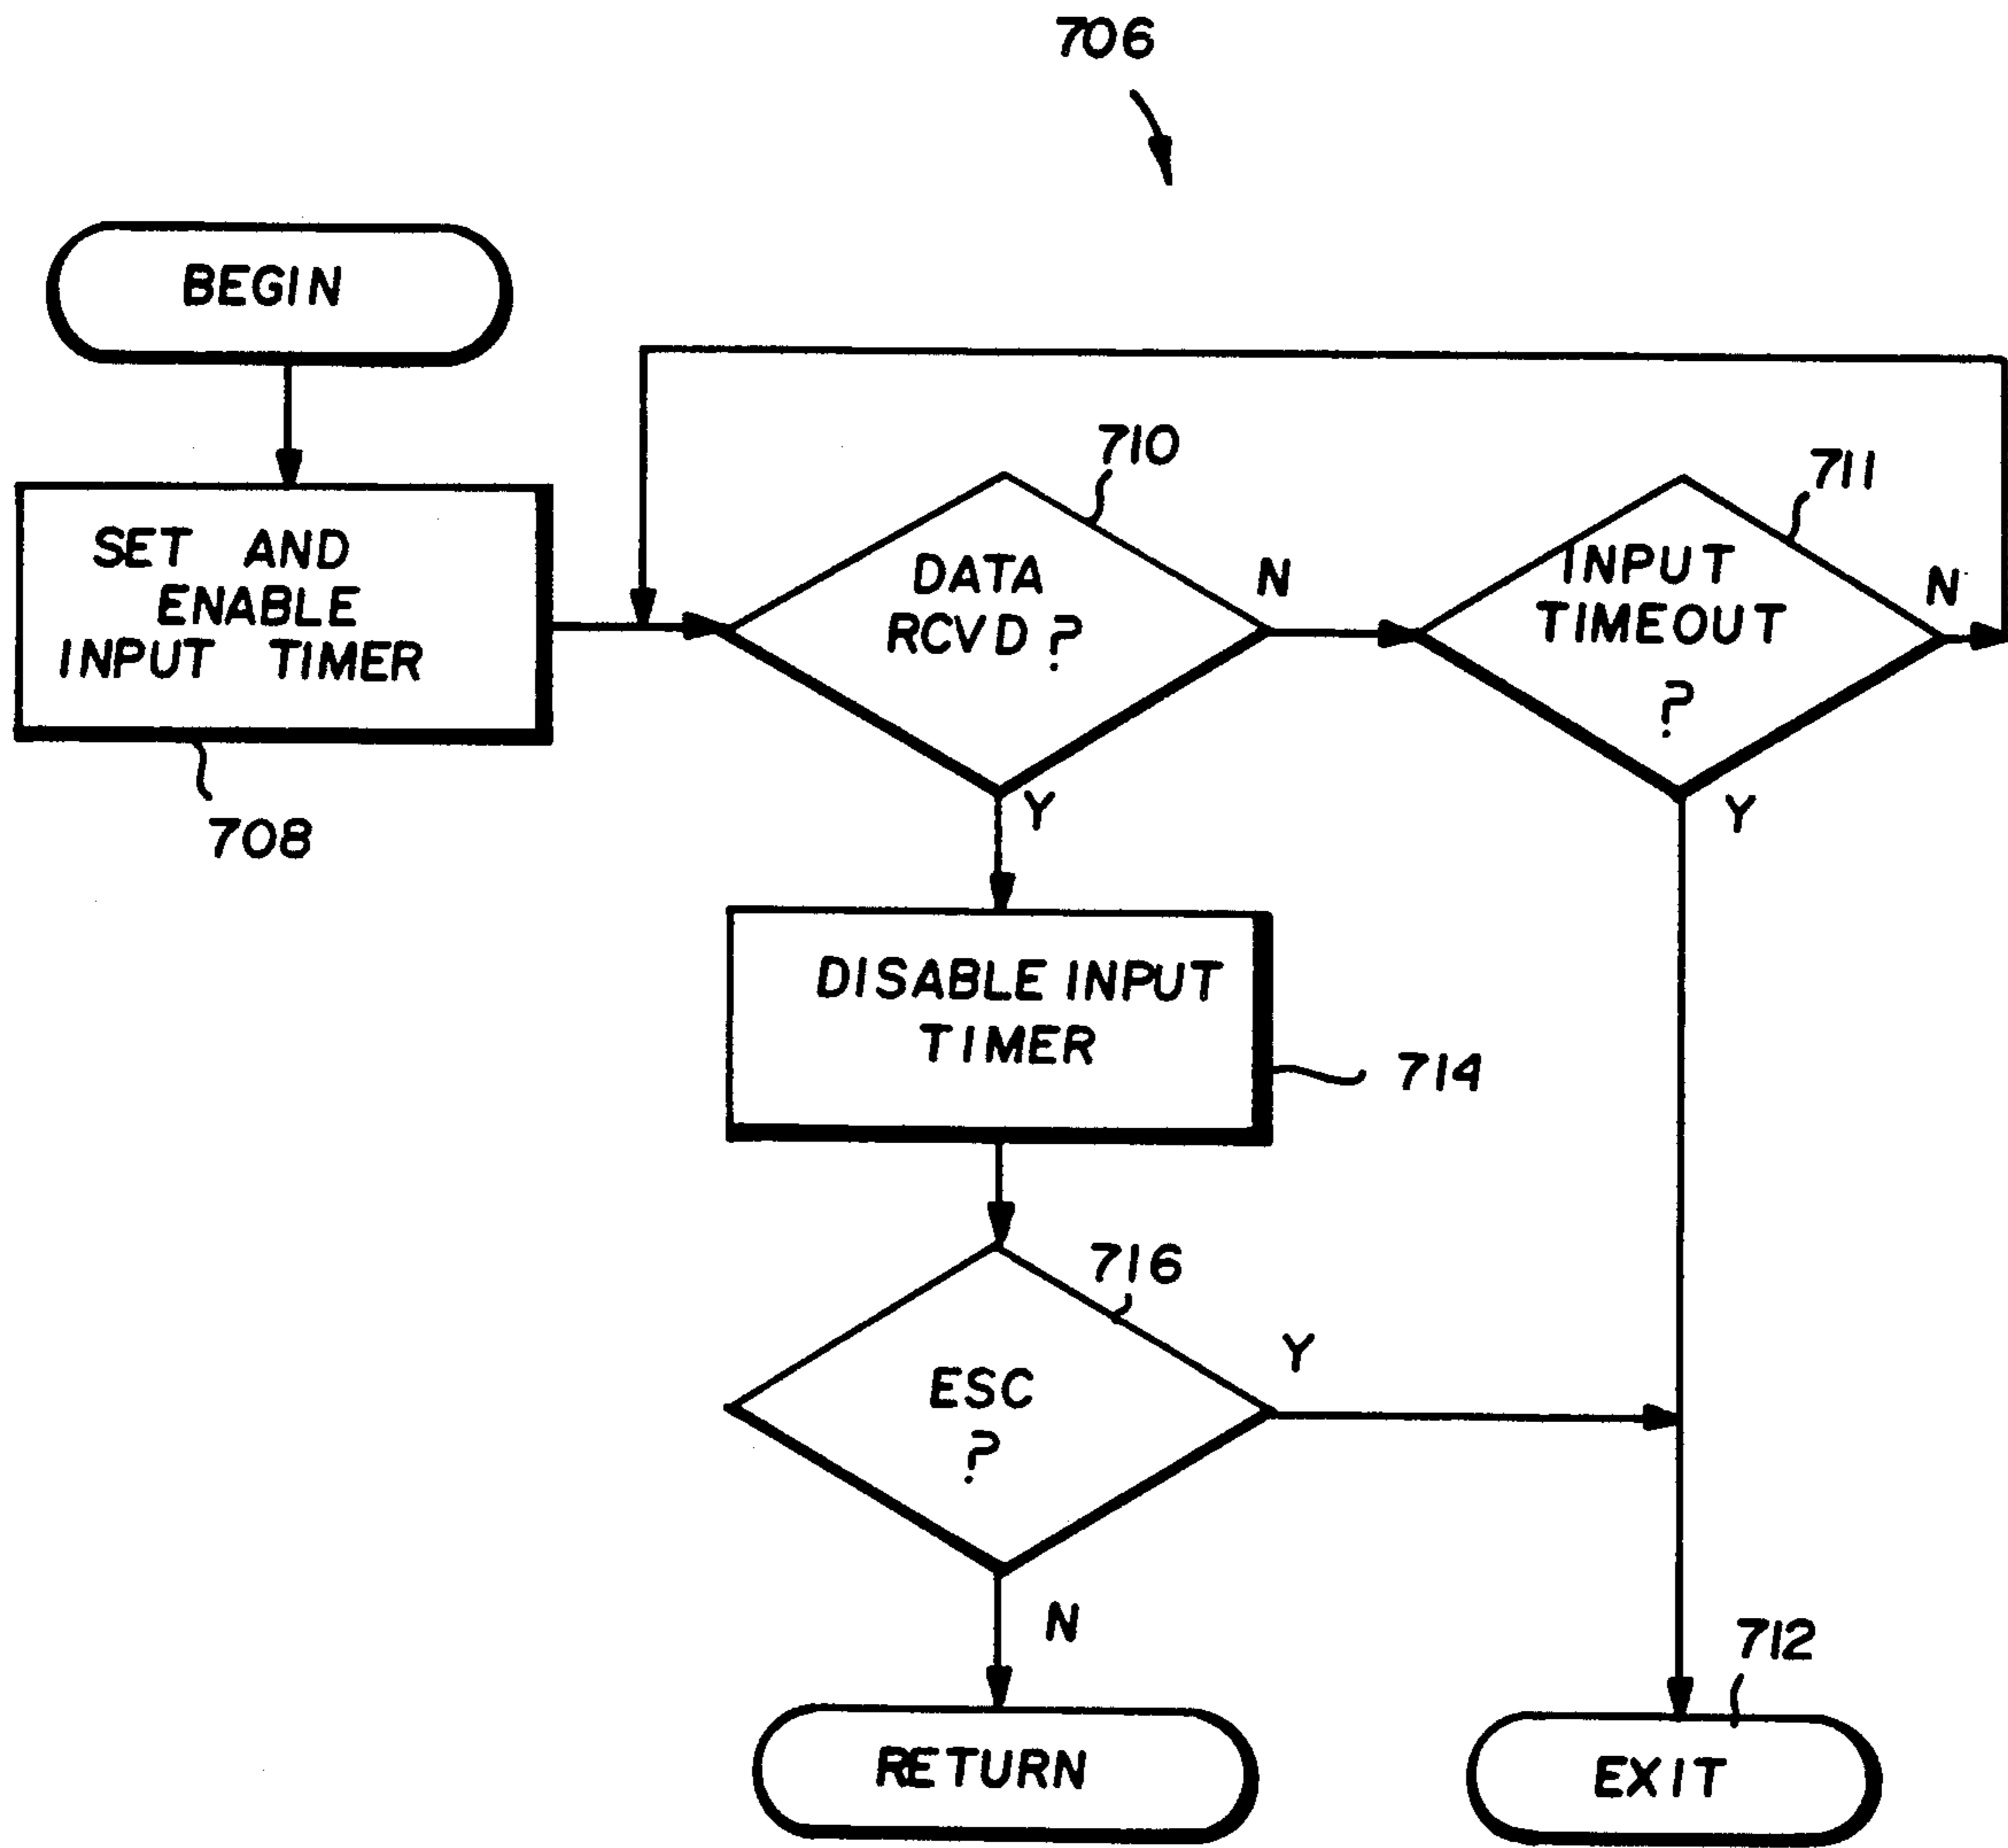 706
BEGIN
710
711
SET AND
ENABLE
INPUT TIMER
DATA
RCVD ?
N
INPUT
TIMEOUT
?
N
708
Y
Y
DISABLE INPUT
TIMER
714
716
ESC
?
Y
N
712
RETURN
EXIT